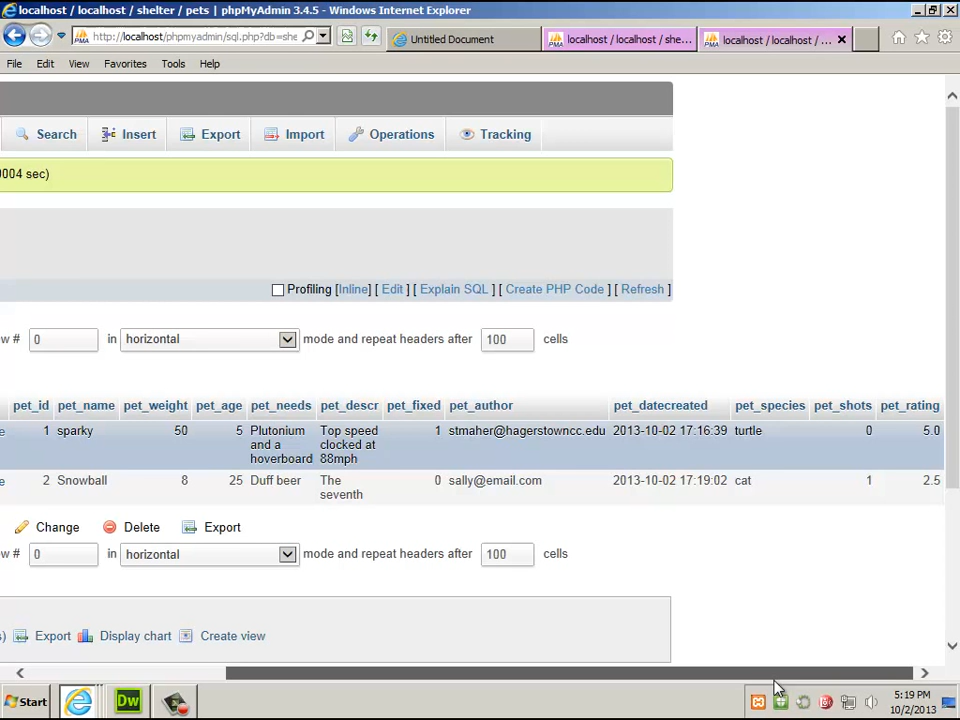 localhost / localhost / shelter / pets | phpMyAdmin 3.4.5 - Windows Internet Explorer
http://localhost/phpmyadmin/sql.php?db=she
Untitled Document
localhost / localhost / she...
localhost / localhost / ...
File Edit View Favorites Tools Help
Search Insert Export Import Operations Tracking
004 sec)
Profiling [Inline] [ Edit ] [ Explain SQL ] [ Create PHP Code ] [ Refresh ]
w # 0 in horizontal mode and repeat headers after 100 cells
pet_id pet_name pet_weight pet_age pet_needs pet_descr pet_fixed pet_author pet_datecreated pet_species pet_shots pet_rating
e 1 sparky 50 5 Plutonium Top speed 1 stmaher@hagerstowncc.edu 2013-10-02 17:16:39 turtle 0 5.0
and a clocked at
hoverboard 88mph
e 2 Snowball 8 25 Duff beer The 0 sally@email.com 2013-10-02 17:19:02 cat 1 2.5
seventh
Change Delete Export
w # 0 in horizontal mode and repeat headers after 100 cells
s) Export Display chart Create view
Start Dw 5:19 PM
10/2/2013